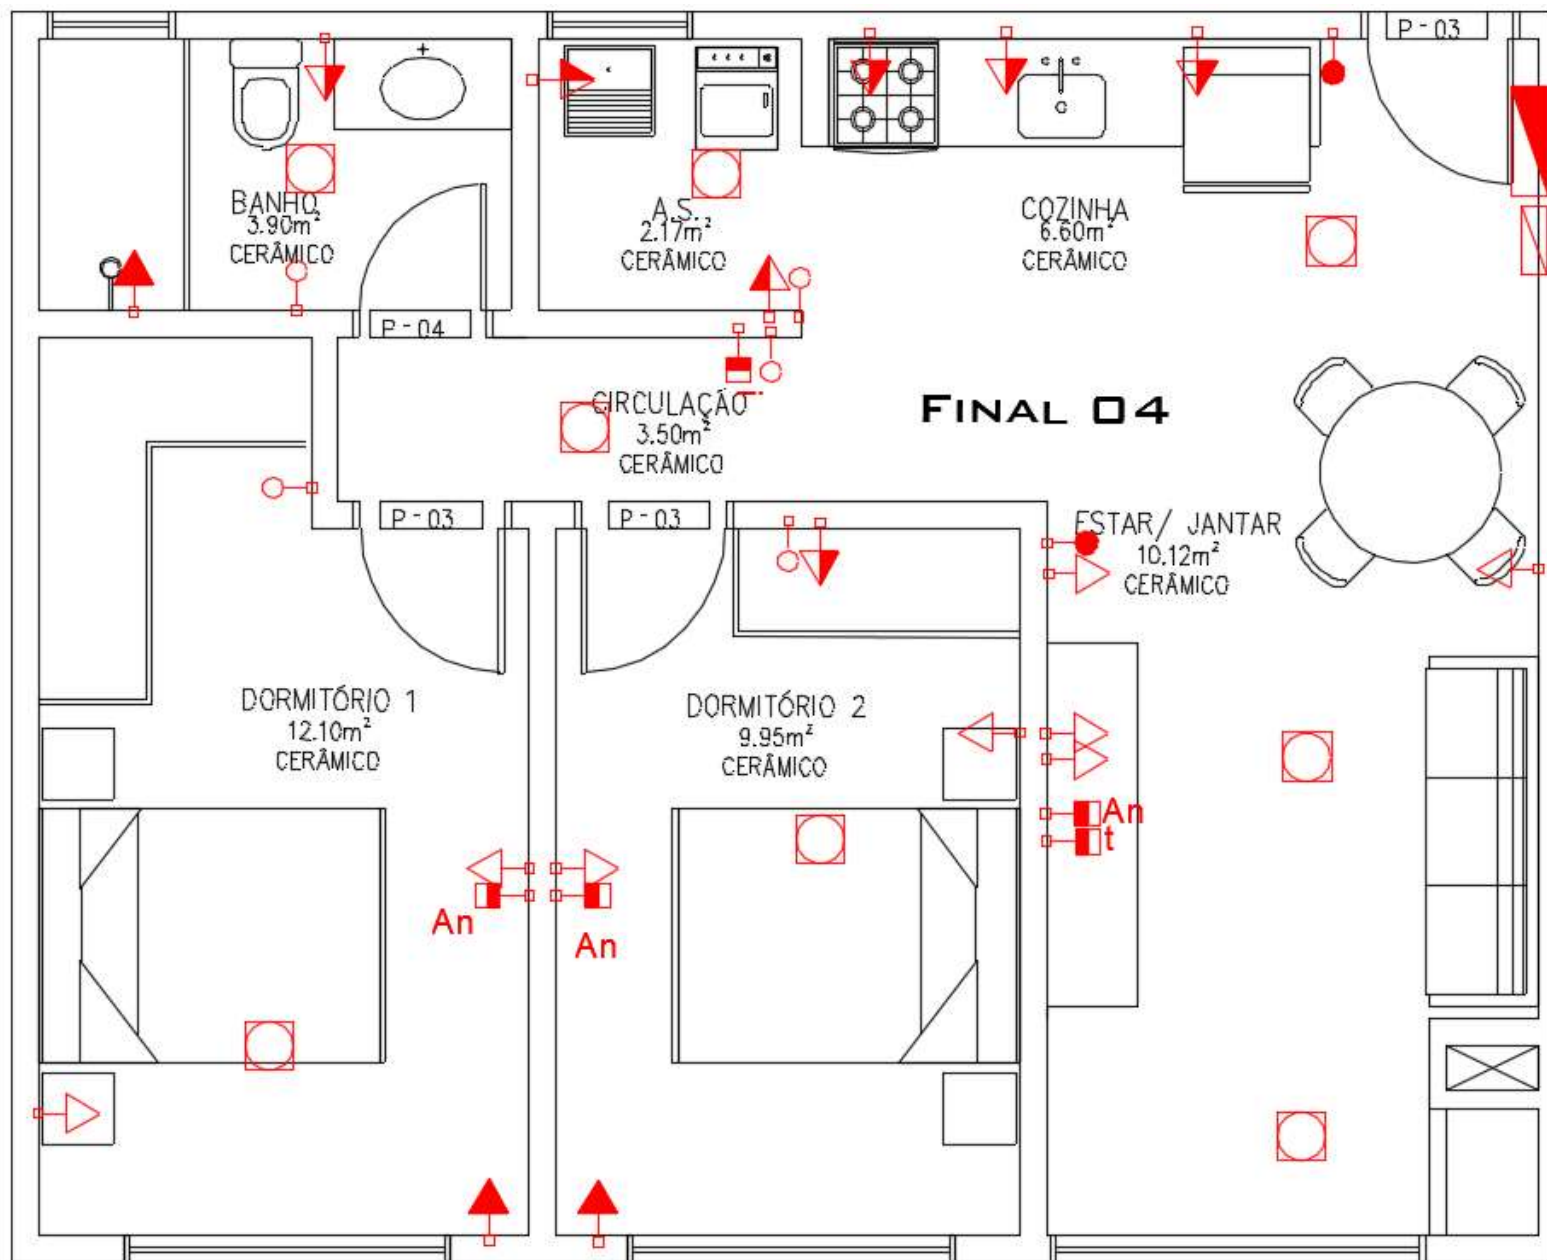 P-03
BANHO
3.90m²
CERÂMICO
A.S.
2.17m²
CERÂMICO
COZINHA
6.60m²
CERÂMICO
P-04
CIRCULAÇÃO
3.50m²
CERÂMICO
FINAL 04
P-03
P-03
ESTAR/ JANTAR
10.12m²
CERÂMICO
DORMITÓRIO 1
12.10m²
CERÂMICO
DORMITÓRIO 2
9.95m²
CERÂMICO
An
t
An
An